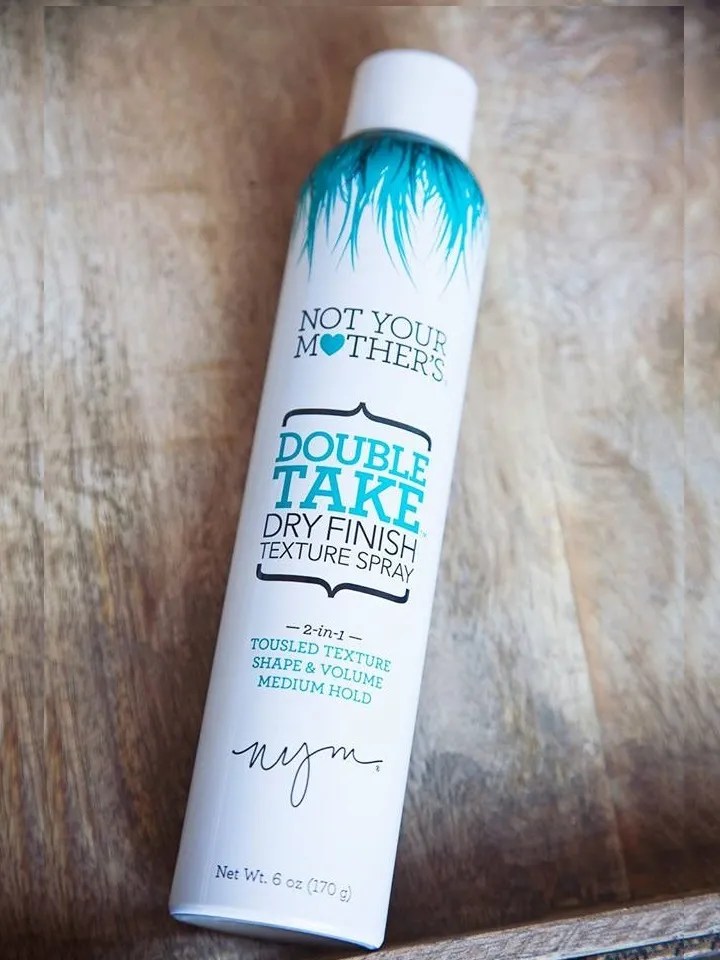 NOT YOUR
MOTHER'S
DOUBLE
TAKE™
DRY FINISH
TEXTURE SPRAY
— 2-in-1 —
TOUSLED TEXTURE
SHAPE & VOLUME
MEDIUM HOLD
nym®
Net Wt. 6 oz (170 g)